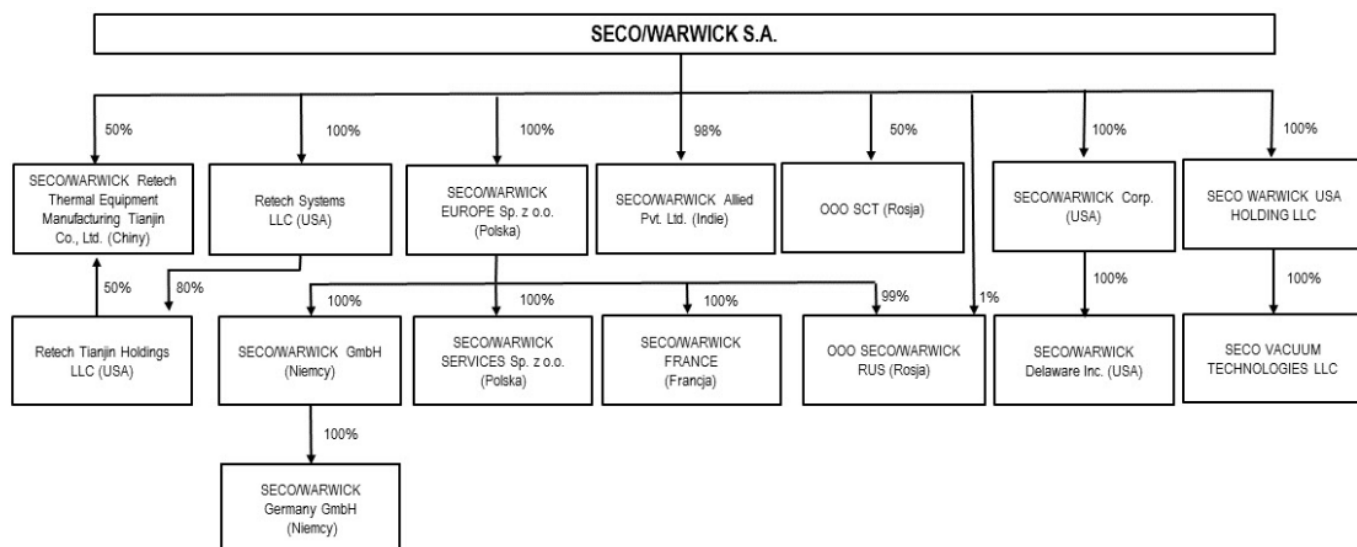 SECO/WARWICK S.A.
50%
100%
100%
98%
50%
100%
100%
SECO/WARWICK Retech
Thermal Equipment
Manufacturing Tianjin
Co., Ltd. (Chiny)
Retech Systems
LLC (USA)
SECO/WARWICK
EUROPE Sp. z o.o.
(Polska)
SECO/WARWICK Allied
Pvt. Ltd. (Indie)
OOO SCT (Rosja)
SECO/WARWICK Corp.
(USA)
SECO WARWICK USA
HOLDING LLC
50%
80%
100%
100%
100%
99%
1%
100%
100%
Retech Tianjin Holdings
LLC (USA)
SECO/WARWICK GmbH
(Niemcy)
SECO/WARWICK
SERVICES Sp. z o.o.
(Polska)
SECO/WARWICK
FRANCE
(Francja)
OOO SECO/WARWICK
RUS (Rosja)
SECO/WARWICK
Delaware Inc. (USA)
SECO VACUUM
TECHNOLOGIES LLC
100%
SECO/WARWICK
Germany GmbH
(Niemcy)